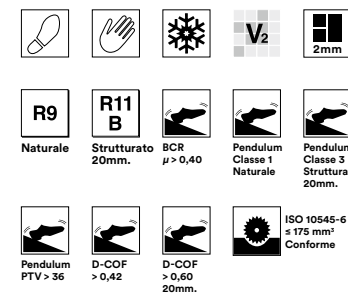 V2
2mm
R9
R11
B
Naturale
Strutturato
20mm.
BCR
μ > 0,40
Pendulum
Classe 1
Naturale
Pendulum
Classe 3
Struttura
20mm.
ISO 10545-6
≤ 175 mm³
Conforme
Pendulum
PTV > 36
D-COF
> 0,42
D-COF
> 0,60
20mm.